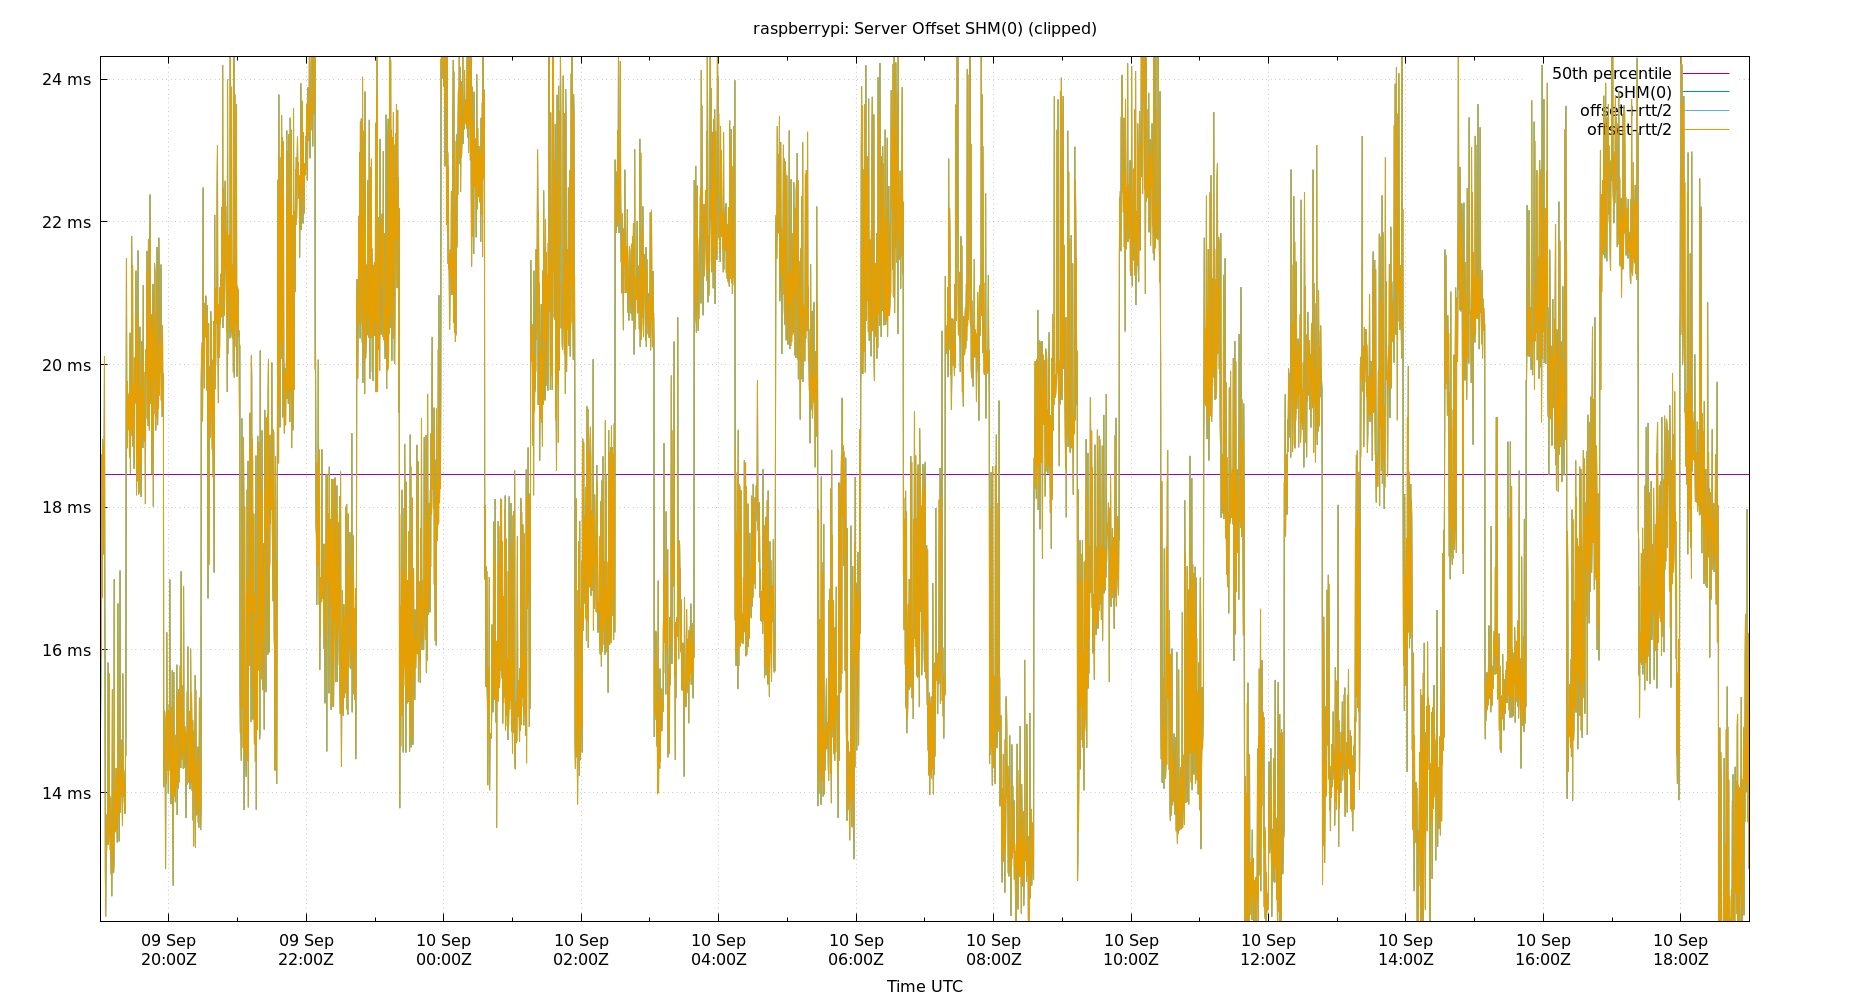 raspberrypi: Server Offset SHM(0) (clipped)
24 ms
22 ms
20 ms
18 ms
16 ms
14 ms
50th percentile
SHM(0)
offset+rtt/2
offset-rtt/2
09 Sep 09 Sep 10 Sep 10 Sep 10 Sep 10 Sep 10 Sep 10 Sep 10 Sep 10 Sep 10 Sep 10 Sep
20:00Z 22:00Z 00:00Z 02:00Z 04:00Z 06:00Z 08:00Z 10:00Z 12:00Z 14:00Z 16:00Z 18:00Z
Time UTC